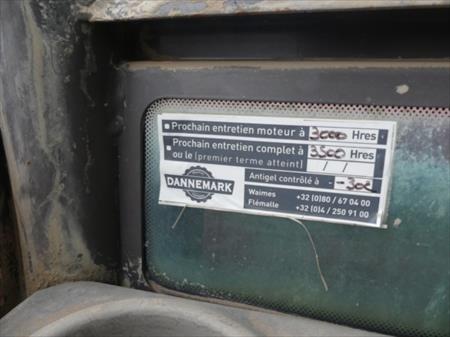 Prochain entretien moteur à 3000 Hres
Prochain entretien complet à 3500 Hres
ou le (premier terme atteint) / /
Antigel contrôlé à -30c
DANNEMARK
Waimes +32 (0)80 / 67 04 00
Flémalle +32 (0)4 / 250 91 00